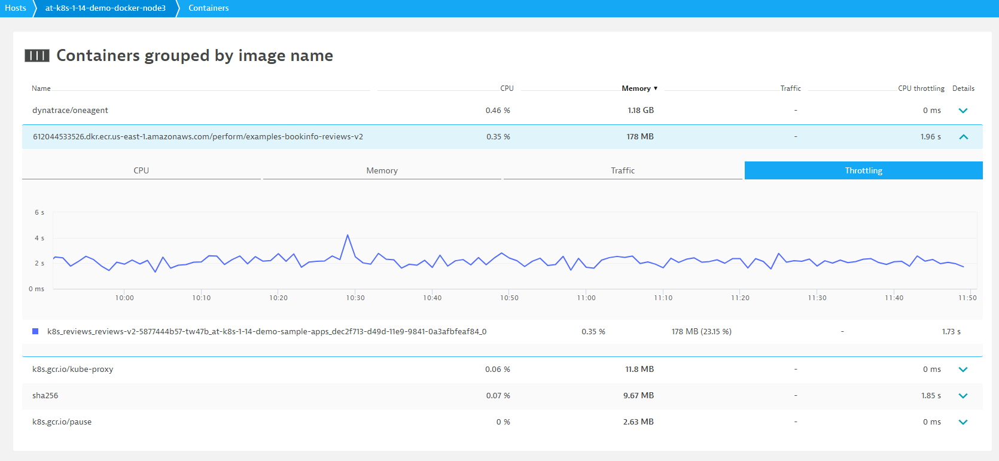 Hosts at-k8s-1-14-demo-docker-node3 Containers
Containers grouped by image name
Name CPU Memory ▼ Traffic CPU throttling Details
dynatrace/oneagent 0.46 % 1.18 GB - 0 ms
612044533526.dkr.ecr.us-east-1.amazonaws.com/perform/examples-bookinfo-reviews-v2 0.35 % 178 MB - 1.96 s
CPU Memory Traffic Throttling
6 s
4 s
2 s
0 ms
10:00 10:10 10:20 10:30 10:40 10:50 11:00 11:10 11:20 11:30 11:40 11:50
k8s_reviews_reviews-v2-5877444b57-tw47b_at-k8s-1-14-demo-sample-apps_dec2f713-d49d-11e9-9841-0a3afbfeaf84_0 0.35 % 178 MB (23.15 %) - 1.73 s
k8s.gcr.io/kube-proxy 0.06 % 11.8 MB - 0 ms
sha256 0.07 % 9.67 MB - 1.85 s
k8s.gcr.io/pause 0 % 2.63 MB - 0 ms